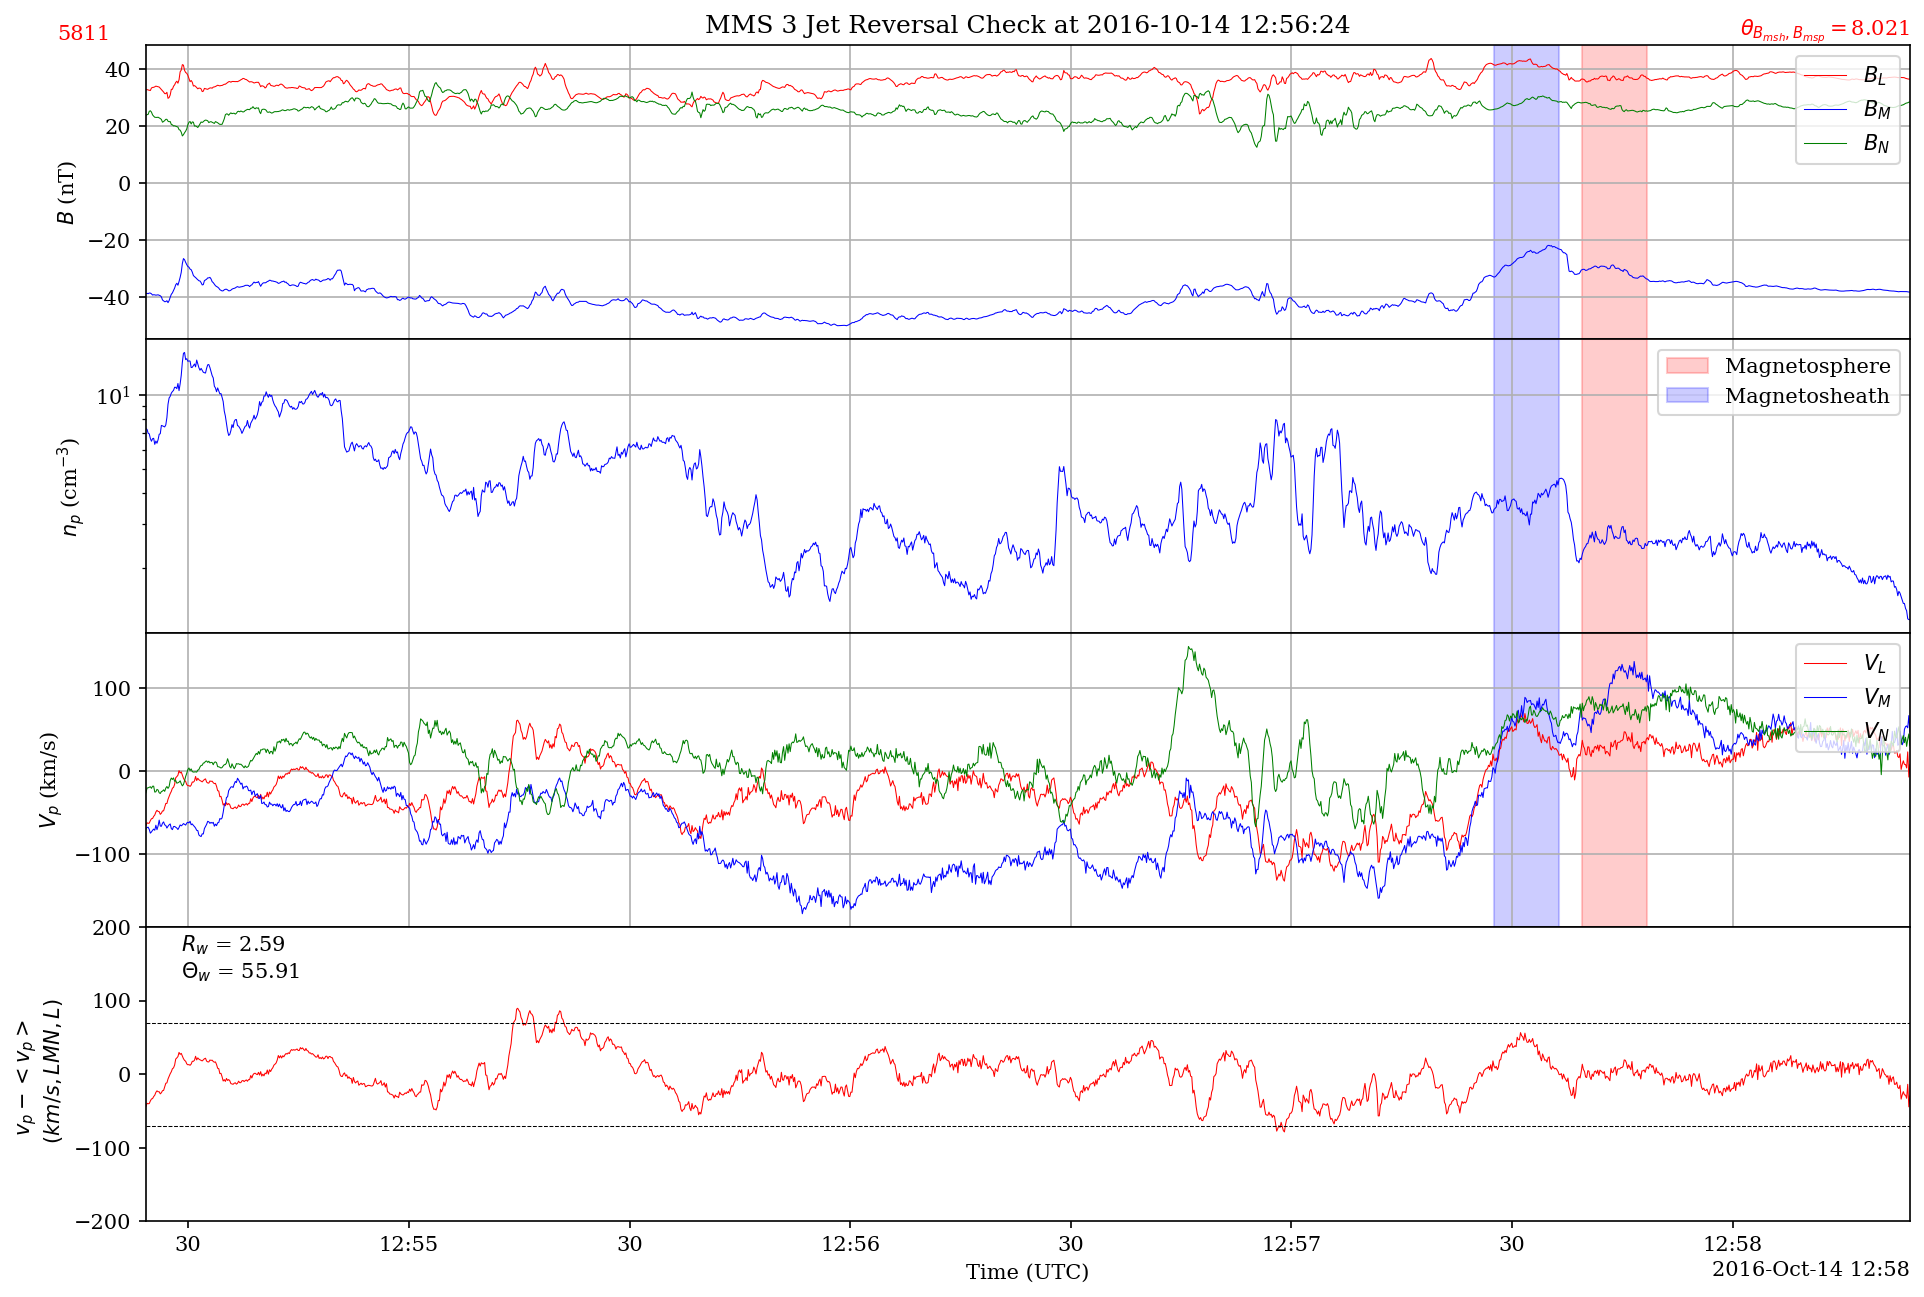 MMS 3 Jet Reversal Check at 2016-10-14 12:56:24
5811
θ_{B_{msh}, B_{msp}} = 8.021
40
20
0
−20
−40
B (nT)
B_L
B_M
B_N
10^1
n_p (cm^{−3})
Magnetosphere
Magnetosheath
100
0
−100
V_p (km/s)
V_L
V_M
V_N
200
100
0
−100
−200
v_p − < v_p >
(km/s, LMN, L)
R_w = 2.59
Θ_w = 55.91
30 12:55 30 12:56 30 12:57 30 12:58
Time (UTC)
2016-Oct-14 12:58